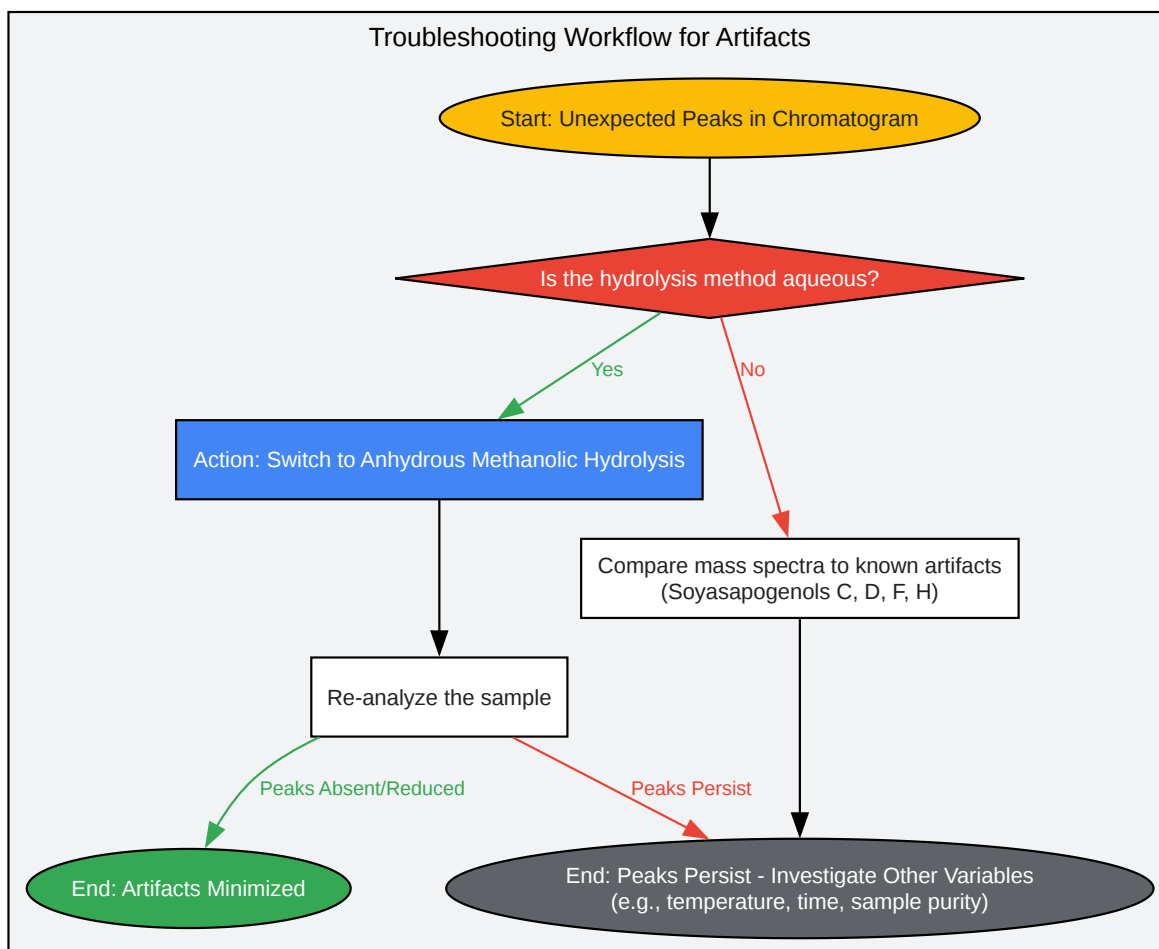 Troubleshooting Workflow for Artifacts
Start: Unexpected Peaks in Chromatogram
Is the hydrolysis method aqueous?
Yes
No
Action: Switch to Anhydrous Methanolic Hydrolysis
Compare mass spectra to known artifacts
(Soyasapogenols C, D, F, H)
Re-analyze the sample
Peaks Absent/Reduced
Peaks Persist
End: Artifacts Minimized
End: Peaks Persist - Investigate Other Variables
(e.g., temperature, time, sample purity)